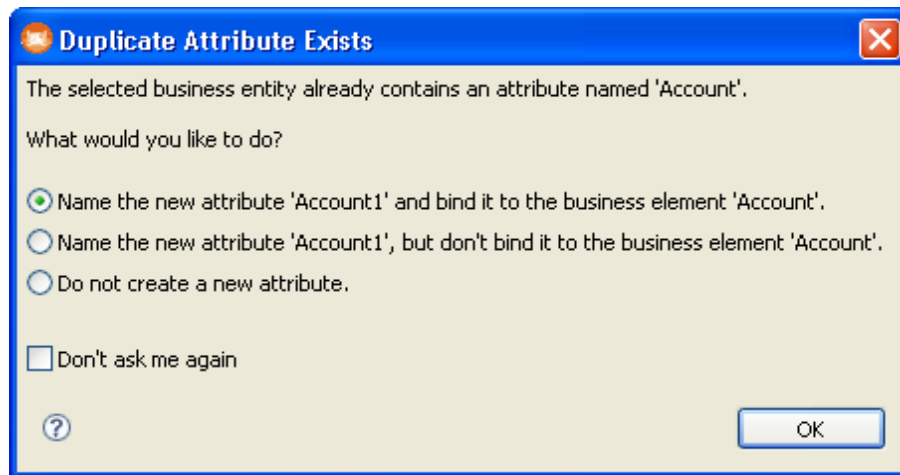 Duplicate Attribute Exists
The selected business entity already contains an attribute named 'Account'.
What would you like to do?
Name the new attribute 'Account1' and bind it to the business element 'Account'.
Name the new attribute 'Account1', but don't bind it to the business element 'Account'.
Do not create a new attribute.
Don't ask me again
?
OK